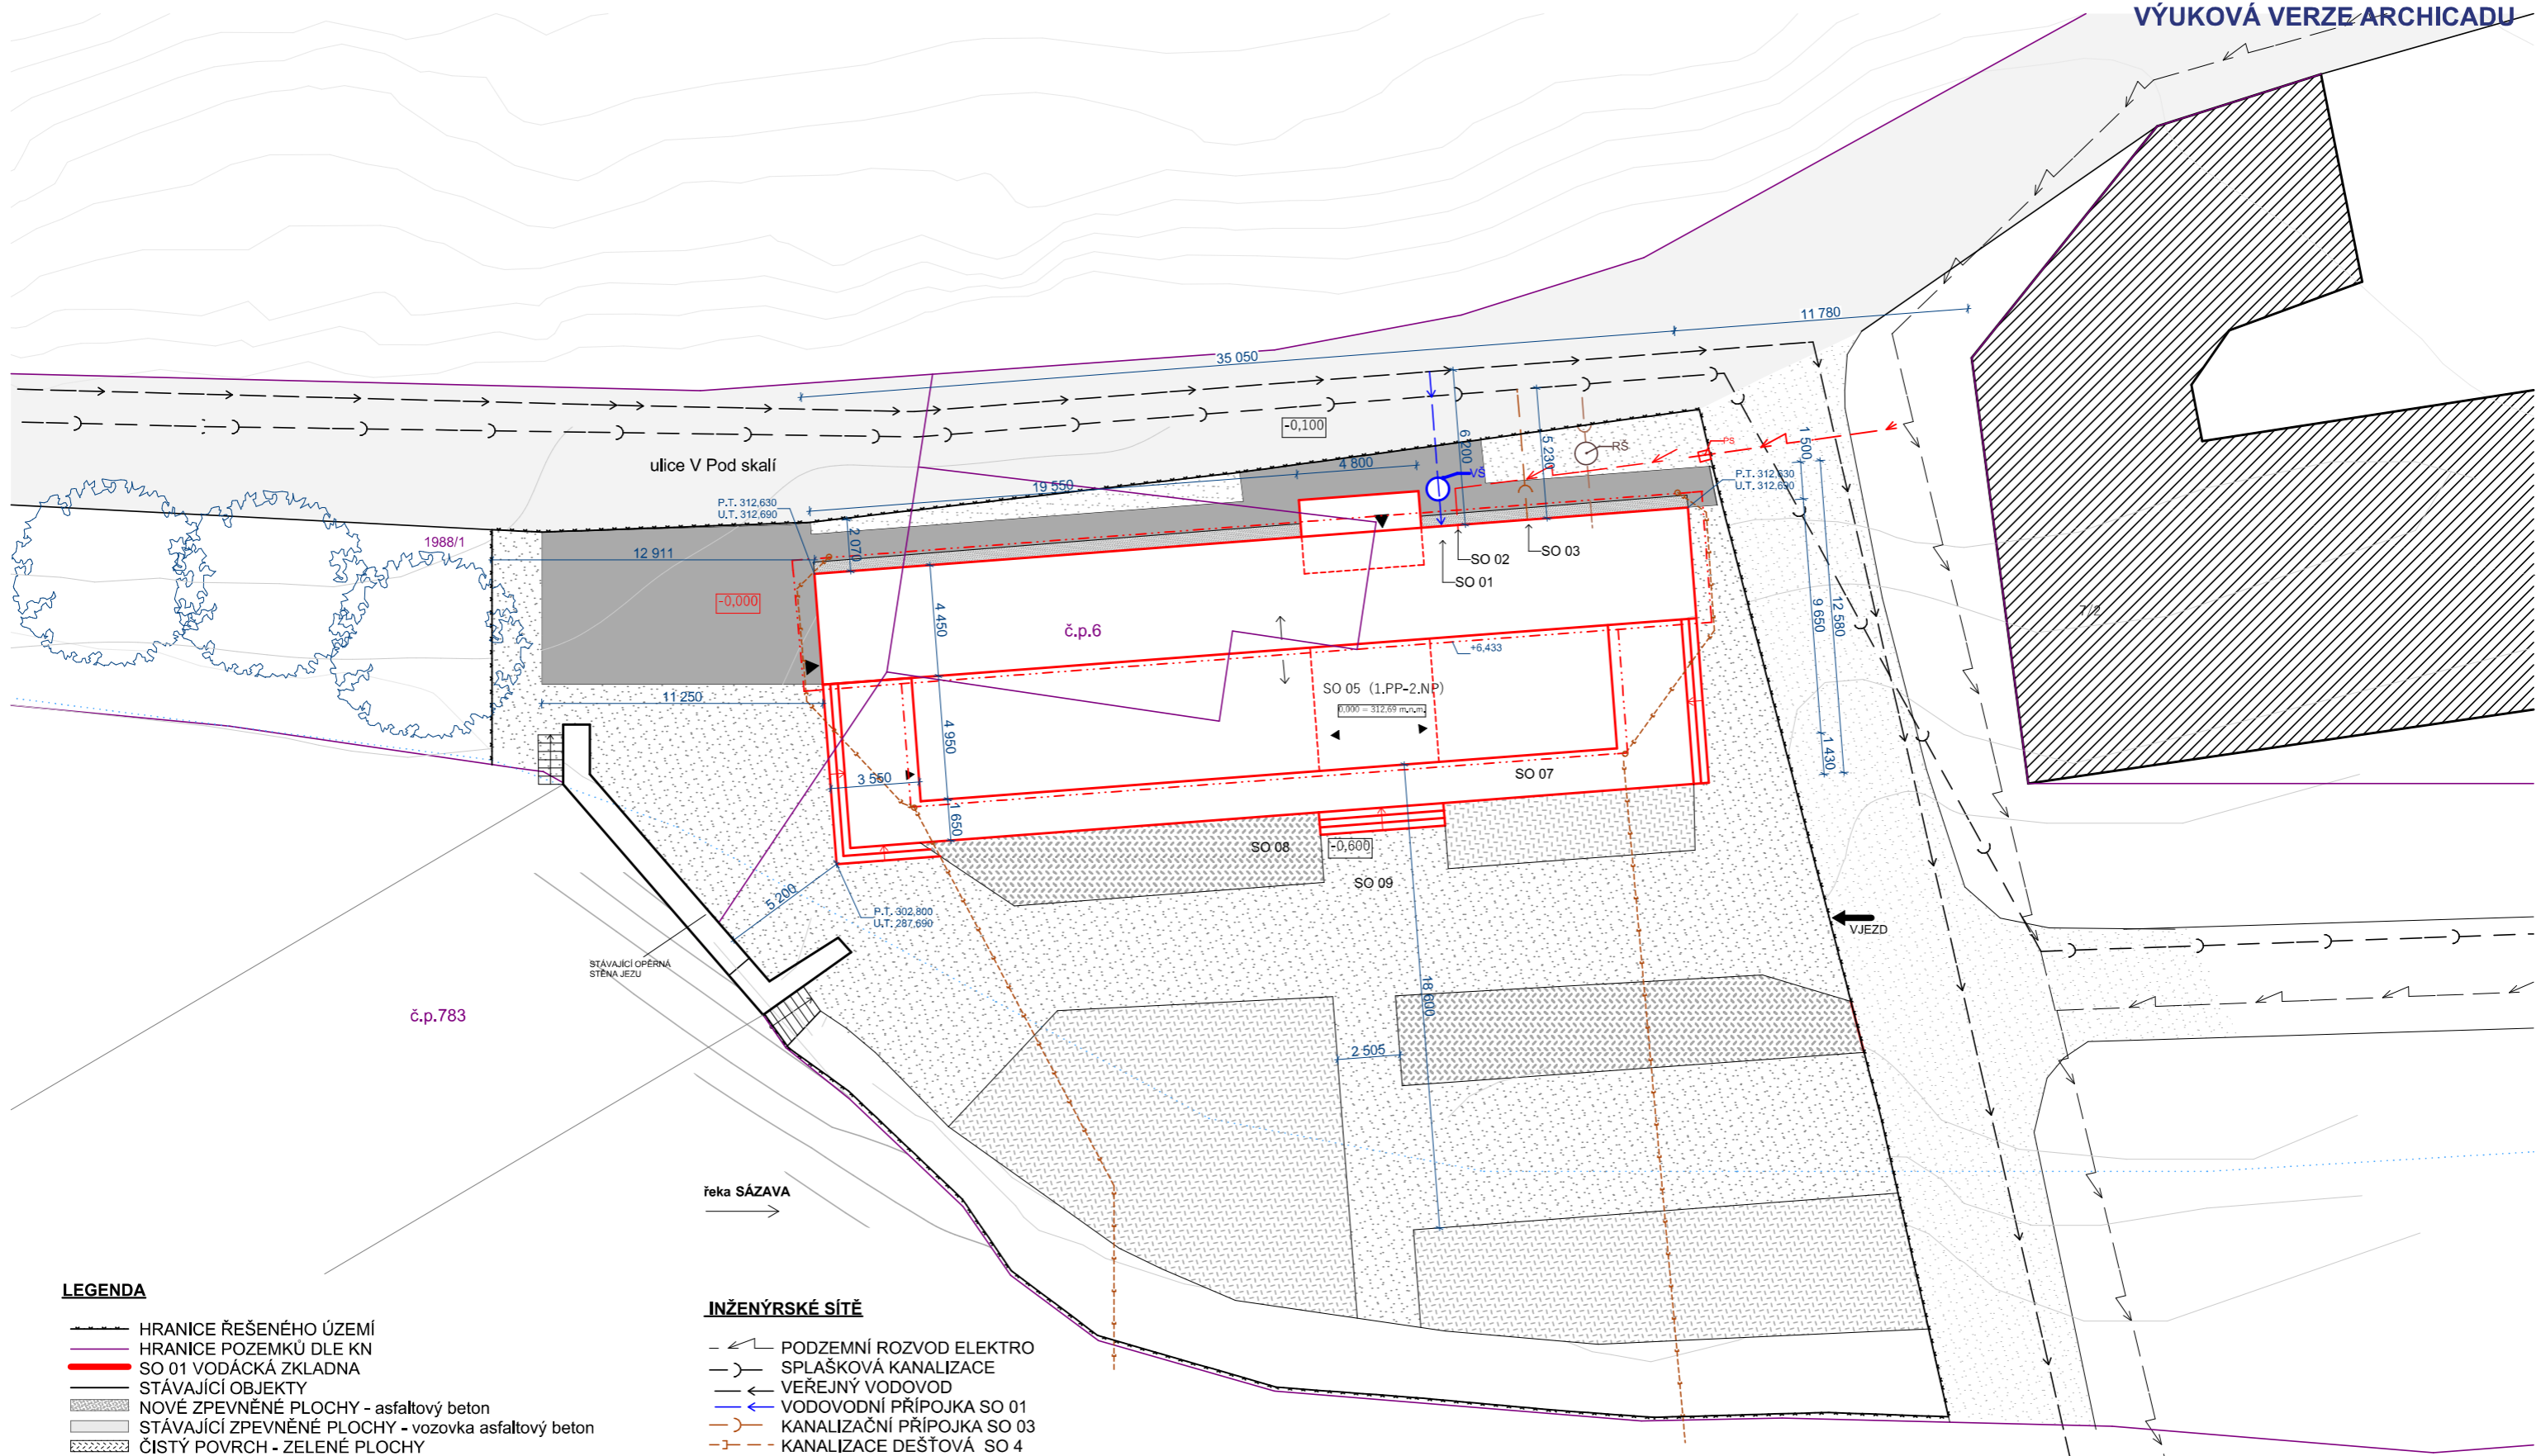 VÝUKOVÁ VERZE ARCHICADU
11 780
35 050
-0,100
ulice V Pod skalí
6 200
5 230
RŠ
PS
1 500
4 800
VŠ
19 550
P.T. 312,630
U.T. 312,690
P.T. 312,630
U.T. 312,690
1988/1
12 911
2 070
SO 03
SO 02
SO 01
-0,000
4 450
č.p.6
9 650
12 580
7/2
+6,433
SO 05 (1.PP-2.NP)
0,000 = 312,69 m.n.m.
11 250
4 950
1 430
3 550
SO 07
1 650
SO 08
-0,600
SO 09
5 200
P.T. 302,800
U.T. 287,690
VJEZD
STÁVAJÍCÍ OPĚRNÁ
STĚNA JEZU
18 600
č.p.783
2 505
řeka SÁZAVA
LEGENDA
HRANICE ŘEŠENÉHO ÚZEMÍ
HRANICE POZEMKŮ DLE KN
SO 01 VODÁCKÁ ZKLADNA
STÁVAJÍCÍ OBJEKTY
NOVÉ ZPEVNĚNÉ PLOCHY - asfaltový beton
STÁVAJÍCÍ ZPEVNĚNÉ PLOCHY - vozovka asfaltový beton
ČISTÝ POVRCH - ZELENÉ PLOCHY
INŽENÝRSKÉ SÍTĚ
PODZEMNÍ ROZVOD ELEKTRO
SPLAŠKOVÁ KANALIZACE
VEŘEJNÝ VODOVOD
VODOVODNÍ PŘÍPOJKA SO 01
KANALIZAČNÍ PŘÍPOJKA SO 03
KANALIZACE DEŠŤOVÁ SO 4